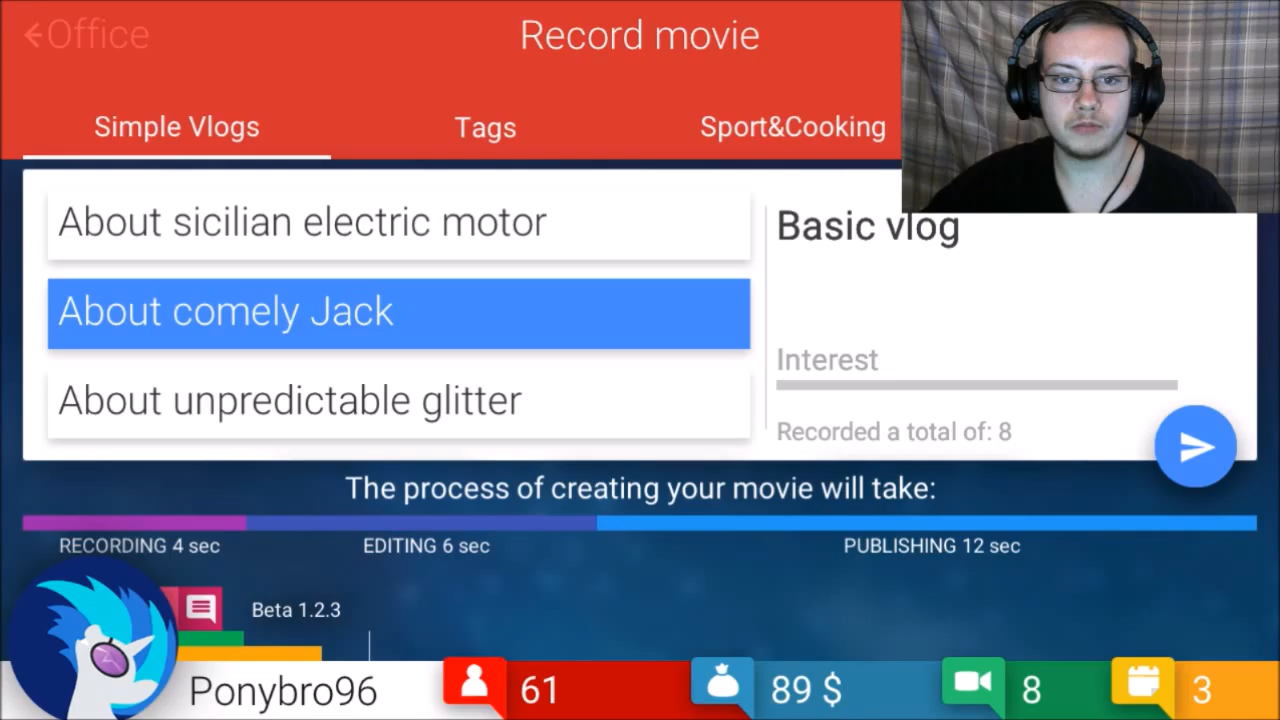 Office
Record movie
Simple Vlogs
Tags
Sport&Cooking
About sicilian electric motor
About comely Jack
About unpredictable glitter
Basic vlog
Interest
Recorded a total of: 8
The process of creating your movie will take:
RECORDING 4 sec
EDITING 6 sec
PUBLISHING 12 sec
Beta 1.2.3
Ponybro96
61
89 $
8
3